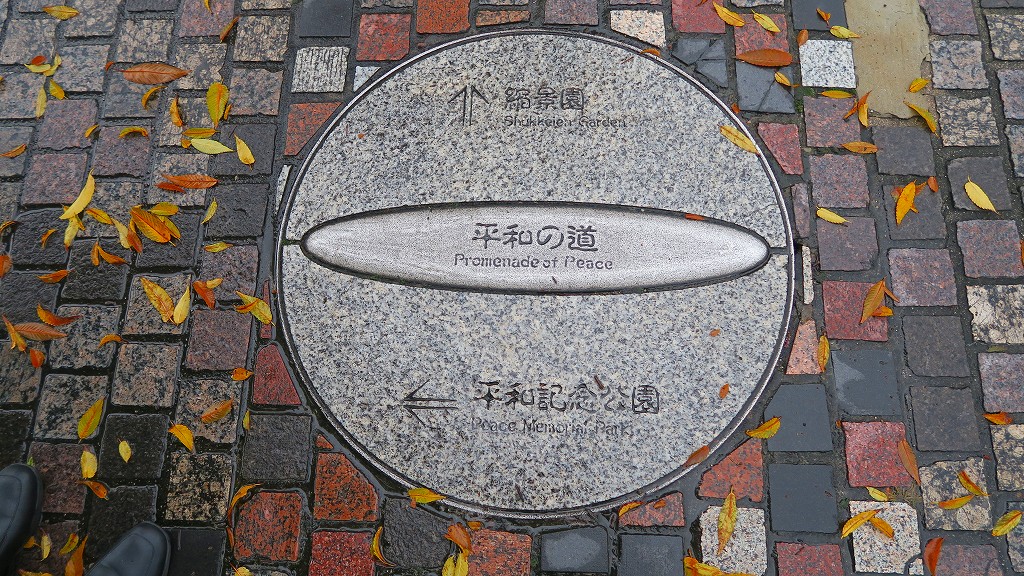 縮景園
Shukkeien Garden
平和の道
Promenade of Peace
平和記念公園
Peace Memorial Park